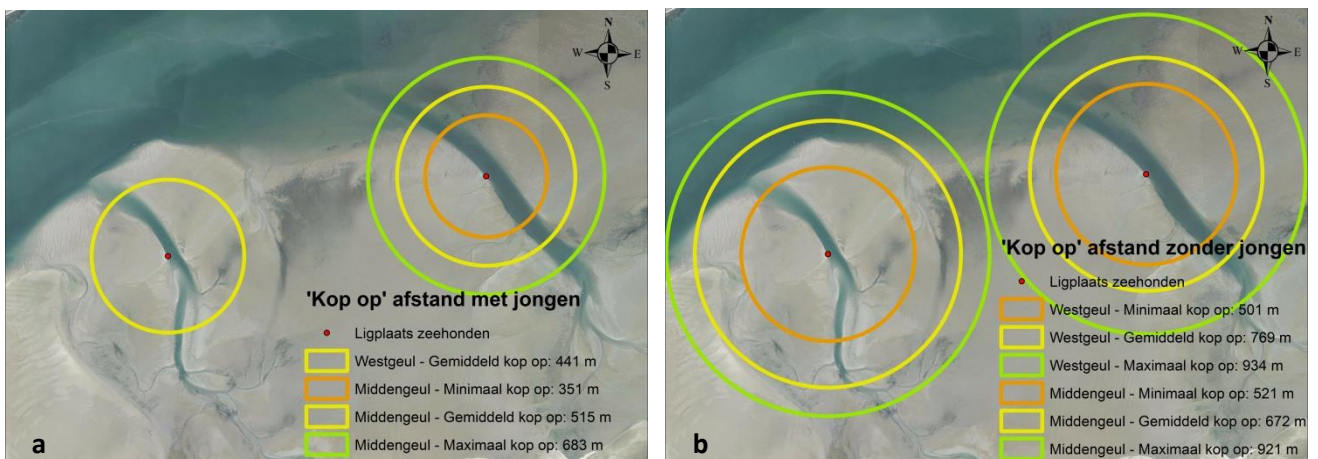 N
W E
S
'Kop op' afstand met jongen
Ligplaats zeehonden
Westgeul - Gemiddeld kop op: 441 m
Middengeul - Minimaal kop op: 351 m
Middengeul - Gemiddeld kop op: 515 m
Middengeul - Maximaal kop op: 683 m
a
N
W E
S
'Kop op' afstand zonder jongen
Ligplaats zeehonden
Westgeul - Minimaal kop op: 501 m
Westgeul - Gemiddeld kop op: 769 m
Westgeul - Maximaal kop op: 934 m
Middengeul - Minimaal kop op: 521 m
Middengeul - Gemiddeld kop op: 672 m
Middengeul - Maximaal kop op: 921 m
b